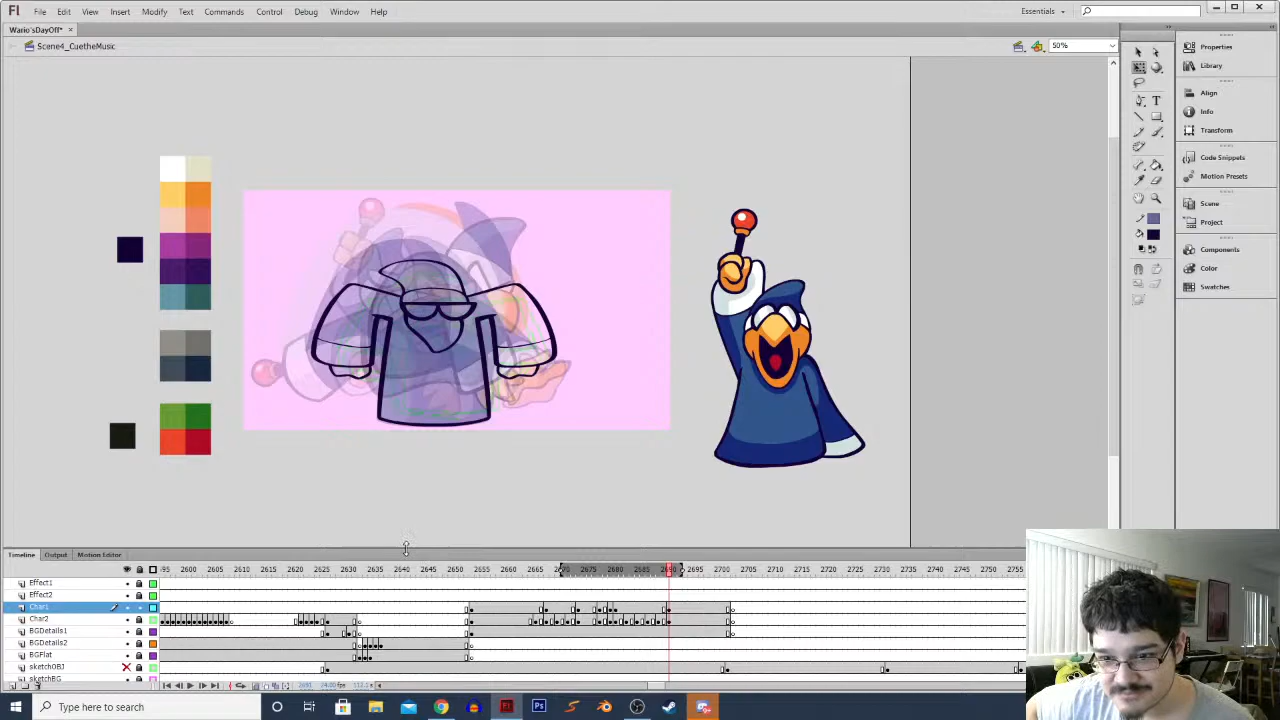 Fl File Edit View Insert Modify Text Commands Control Debug Window Help Essentials
Wario'sDayOff* ×
Scene4_CuetheMusic 50%
Properties
Library
Align
Info
Transform
Code Snippets
Motion Presets
Scene
Project
Components
Color
Swatches
Timeline Output Motion Editor
2600 2605 2610 2615 2620 2625 2630 2635 2640 2645 2650 2655 2660 2665 2670 2675 2680 2685 2690 2695 2700 2705 2710 2715 2720 2725 2730 2735 2740 2745 2750 2755
Effect1
Effect2
Char1
Char2
BGDetails1
BGDetails2
BGFlat
sketchOBJ
sketchBG
2691 24.00fps
Type here to search